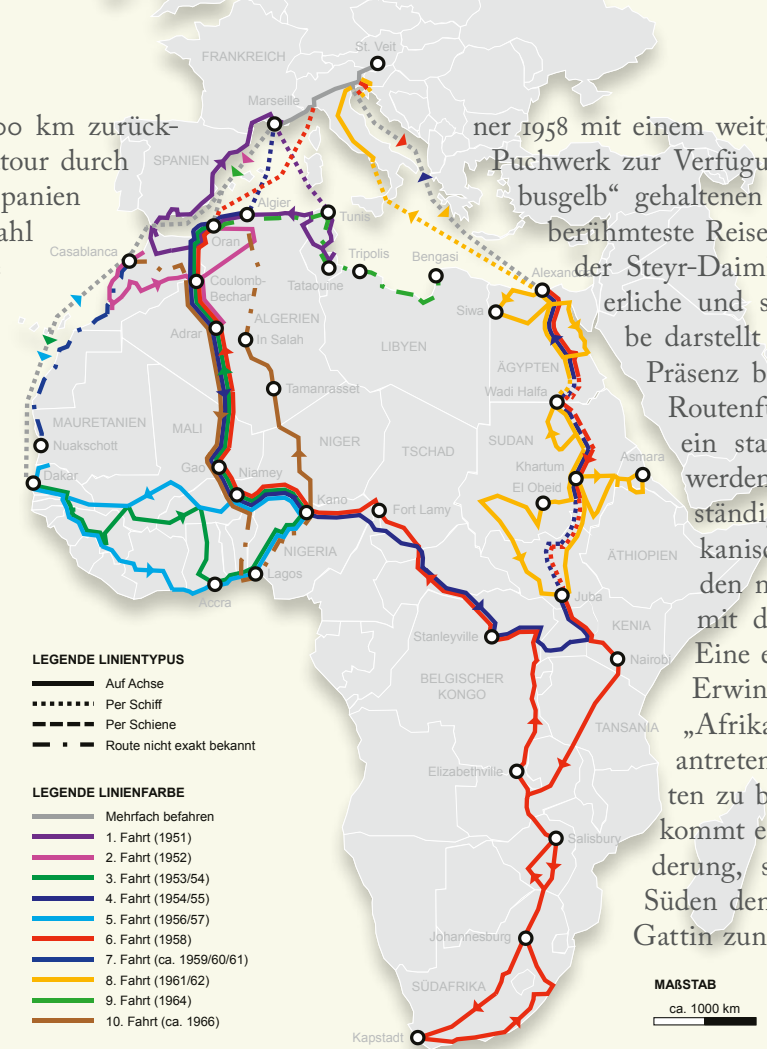 FRANKREICH
St. Veit
Marseille
00 km zurück-
tour durch
SPANIEN
panien
ahl
ner 1958 mit einem weitg
Puchwerk zur Verfügu
busgelb“ gehaltenen
berühmteste Reise
der Steyr-Daim
erliche und s
be darstellt
Präsenz b
Routenfü
ein sta
werden
ständig
kanisc
den n
mit d
Eine e
Erwin
„Afrika
antreten
ten zu b
kommt e
derung, s
Süden den
Gattin zun
Algier
Tunis
Oran
Casablanca
Tripolis
Bengasi
Tataouine
Coulomb-
Bechar
Alexandria
Siwa
ALGERIEN
Adrar
In Salah
LIBYEN
ÄGYPTEN
Tamanrasset
Wadi Halfa
MAURETANIEN
MALI
NIGER
TSCHAD
SUDAN
Nuakschott
Asmara
Dakar
Gao
Niamey
Khartum
El Obeid
Kano
Fort Lamy
NIGERIA
ÄTHIOPIEN
Lagos
Accra
Juba
KENIA
Stanleyville
Nairobi
BELGISCHER
KONGO
TANSANIA
Elizabethville
Salisbury
Johannesburg
SÜDAFRIKA
Kapstadt
LEGENDE LINIENTYPUS
Auf Achse
Per Schiff
Per Schiene
Route nicht exakt bekannt
LEGENDE LINIENFARBE
Mehrfach befahren
1. Fahrt (1951)
2. Fahrt (1952)
3. Fahrt (1953/54)
4. Fahrt (1954/55)
5. Fahrt (1956/57)
6. Fahrt (1958)
7. Fahrt (ca. 1959/60/61)
8. Fahrt (1961/62)
9. Fahrt (1964)
10. Fahrt (ca. 1966)
MAẞSTAB
ca. 1000 km